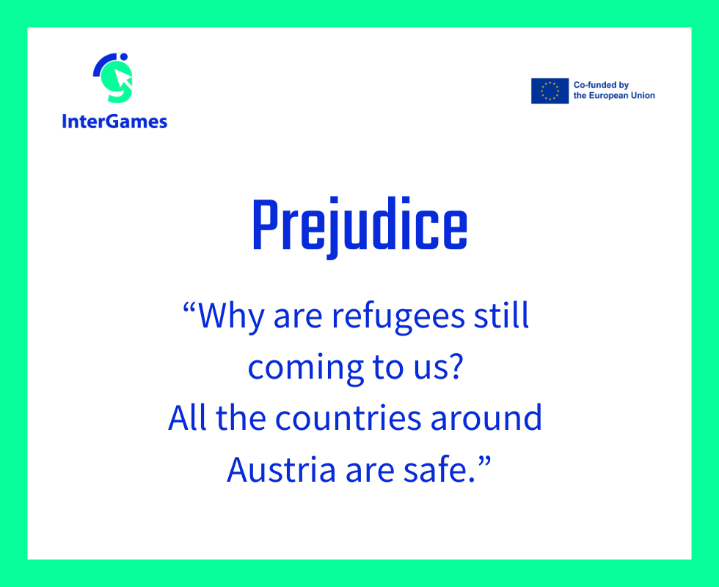 InterGames
Co-funded by
the European Union
Prejudice
“Why are refugees still
coming to us?
All the countries around
Austria are safe.”